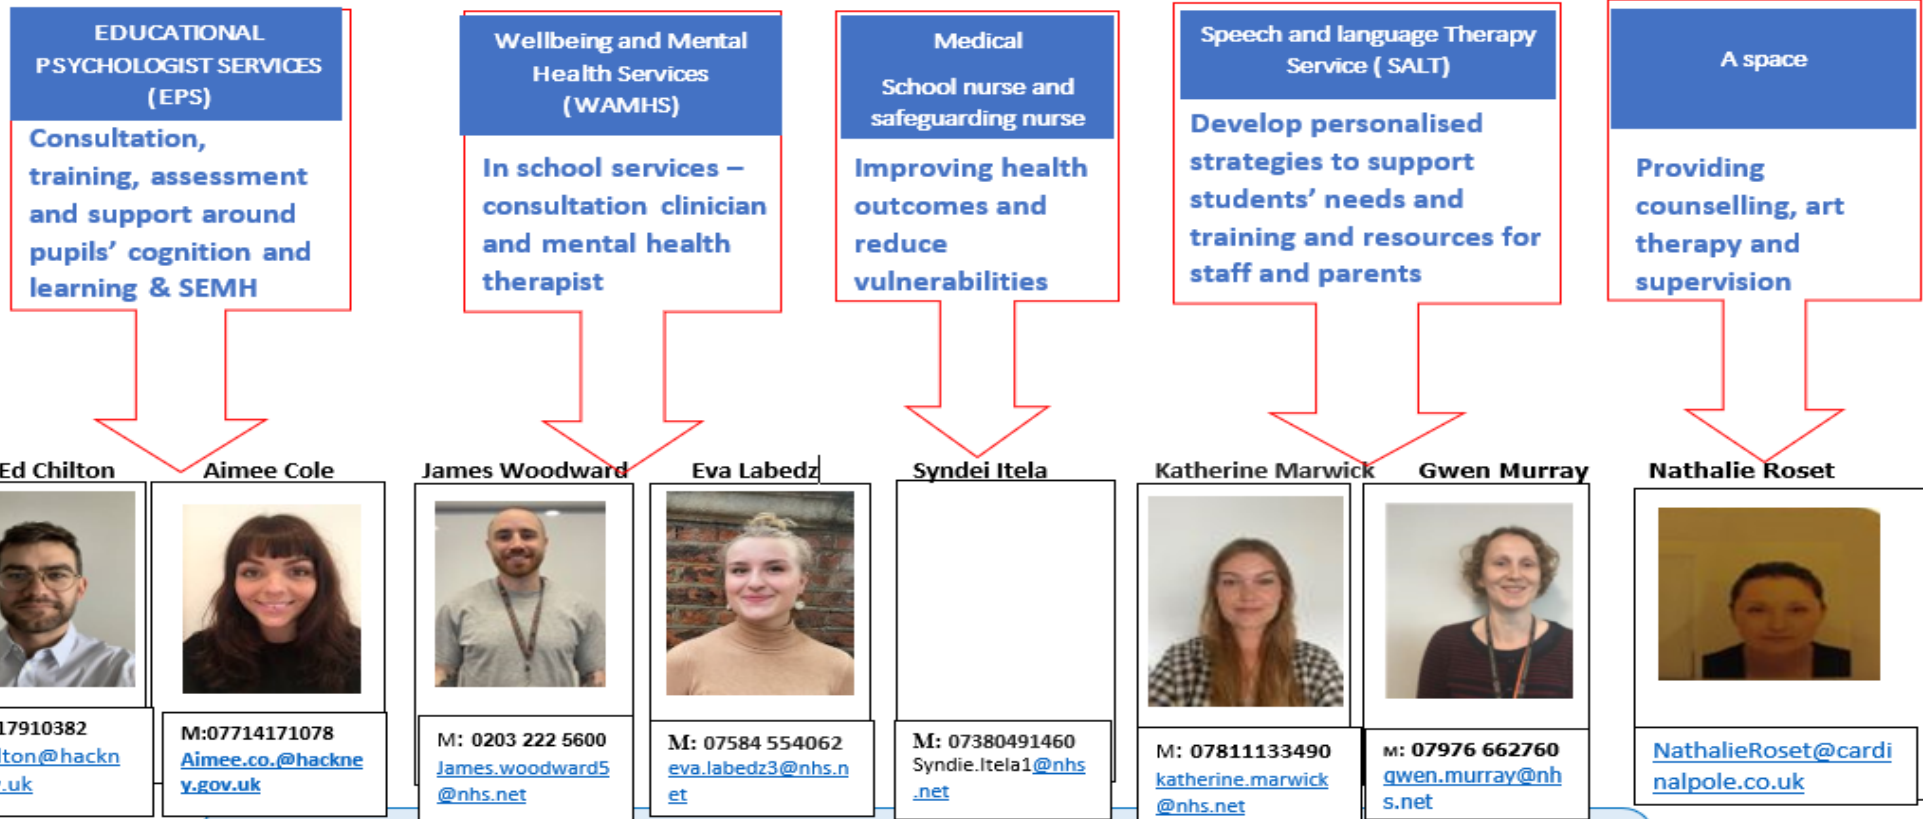 EDUCATIONAL
PSYCHOLOGIST SERVICES
(EPS)
Consultation,
training, assessment
and support around
pupils’ cognition and
learning & SEMH
Wellbeing and Mental
Health Services
(WAMHS)
In school services –
consultation clinician
and mental health
therapist
Medical
School nurse and
safeguarding nurse
Improving health
outcomes and
reduce
vulnerabilities
Speech and language Therapy
Service ( SALT)
Develop personalised
strategies to support
students’ needs and
training and resources for
staff and parents
A space
Providing
counselling, art
therapy and
supervision
Ed Chilton
17910382
lton@hackn
.uk
Aimee Cole
M:07714171078
Aimee.co.@hackne
y.gov.uk
James Woodward
M: 0203 222 5600
James.woodward5
@nhs.net
Eva Labedz
M: 07584 554062
eva.labedz3@nhs.n
et
Syndei Itela
M: 07380491460
Syndie.Itela1@nhs
.net
Katherine Marwick
M: 07811133490
katherine.marwick
@nhs.net
Gwen Murray
M: 07976 662760
gwen.murray@nh
s.net
Nathalie Roset
NathalieRoset@cardi
nalpole.co.uk